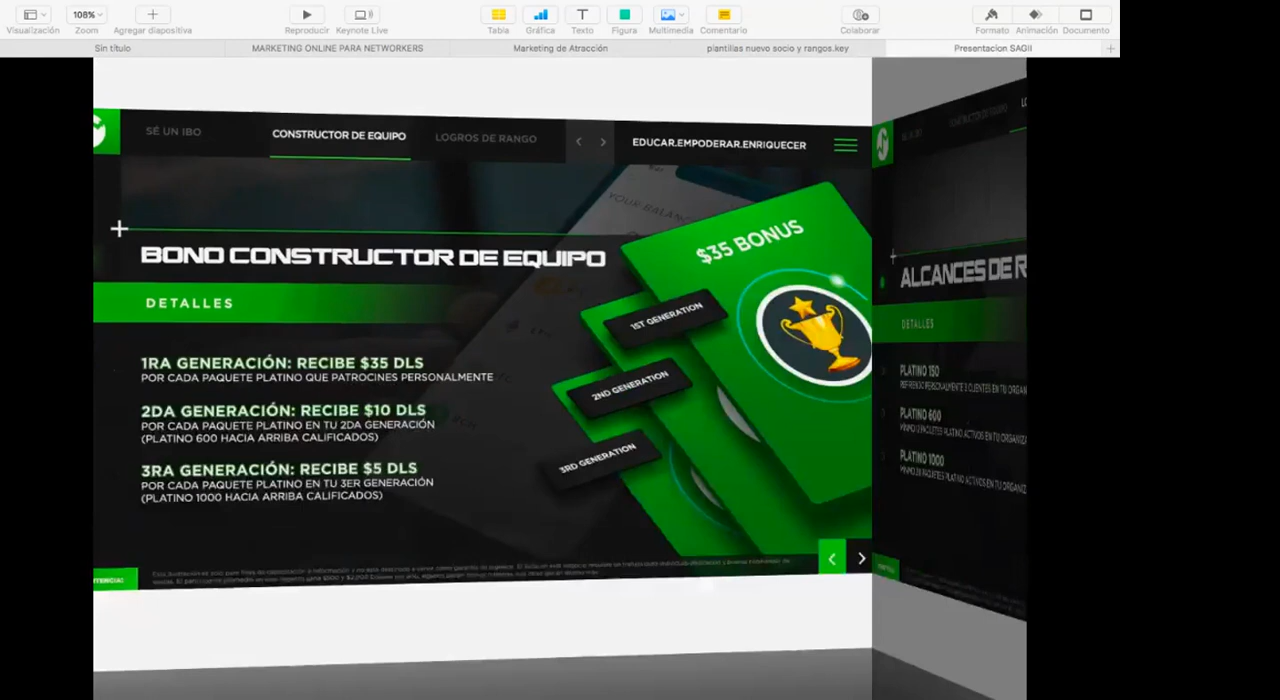 108%
Visualización
Zoom
Agregar diapositiva
Reproducir
Keynote Live
Tabla
Gráfica
Texto
Figura
Multimedia
Comentario
Colaborar
Formato
Animación
Documento
Sin título
MARKETING ONLINE PARA NETWORKERS
Marketing de Atracción
plantillas nuevo socio y rangos.key
Presentacion SAGII
SÉ UN IBO
CONSTRUCTOR DE EQUIPO
LOGROS DE RANGO
EDUCAR.EMPODERAR.ENRIQUECER
YOUR BALANC
BONO CONSTRUCTOR DE EQUIPO
DETALLES
1RA GENERACIÓN: RECIBE $35 DLS
POR CADA PAQUETE PLATINO QUE PATROCINES PERSONALMENTE
2DA GENERACIÓN: RECIBE $10 DLS
POR CADA PAQUETE PLATINO EN TU 2DA GENERACIÓN
(PLATINO 600 HACIA ARRIBA CALIFICADOS)
3RA GENERACIÓN: RECIBE $5 DLS
POR CADA PAQUETE PLATINO EN TU 3ER GENERACIÓN
(PLATINO 1000 HACIA ARRIBA CALIFICADOS)
$35 BONUS
1ST GENERATION
2ND GENERATION
3RD GENERATION
ALCANCES DE R
DETALLES
PLATINO 150
PLATINO 600
PLATINO 1000